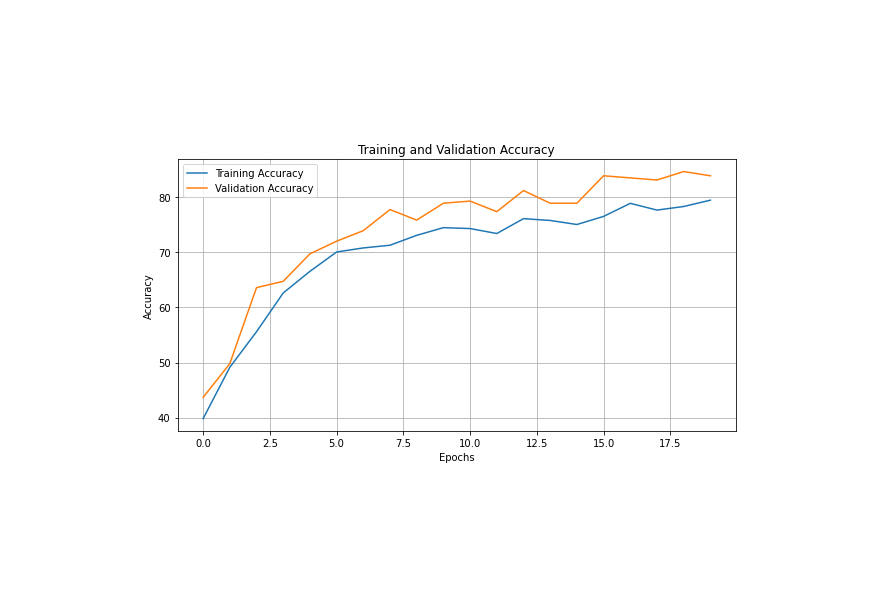 Training and Validation Accuracy
Training Accuracy
Validation Accuracy
80
70
60
50
40
Accuracy
0.0 2.5 5.0 7.5 10.0 12.5 15.0 17.5
Epochs